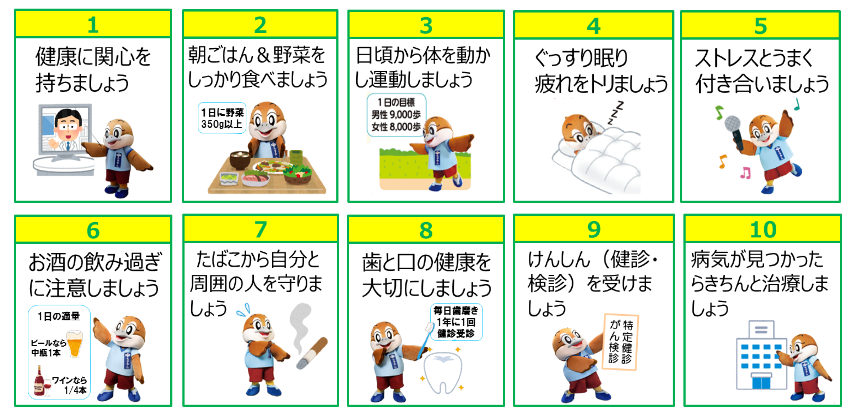 1
健康に関心を
持ちましょう
2
朝ごはん＆野菜を
しっかり食べましょう
1日に野菜
350g以上
3
日頃から体を動か
し運動しましょう
1日の目標
男性 9,000歩
女性 8,000歩
4
ぐっすり眠り
疲れをトリましょう
z z z
5
ストレスとうまく
付き合いましょう
6
お酒の飲み過ぎ
に注意しましょう
1日の適量
ビールなら
中瓶1本
ワインなら
1/4本
7
たばこから自分と
周囲の人を守りま
しょう
8
歯と口の健康を
大切にしましょう
毎日歯磨き
1年に1回
健診受診
9
けんしん（健診・
検診）を受けま
しょう
特定健診
がん検診
10
病気が見つかった
らきちんと治療しま
しょう